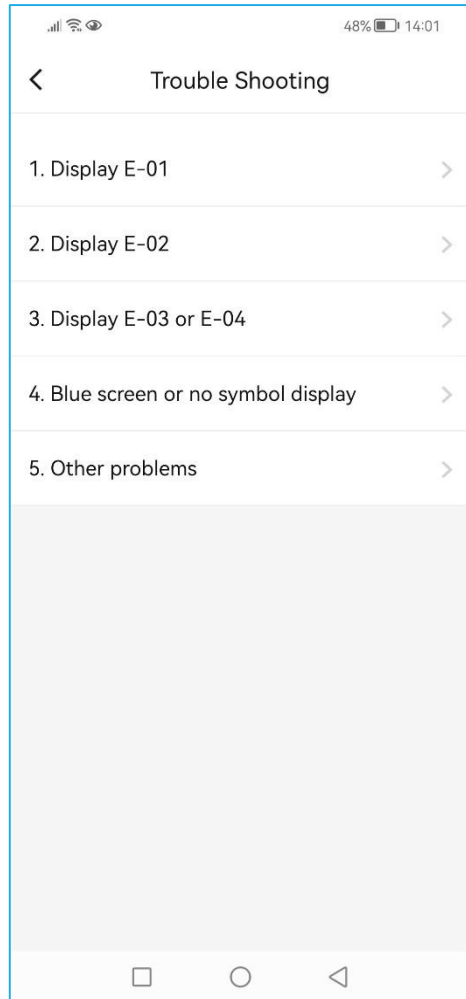 48% 14:01
Trouble Shooting
1. Display E-01
2. Display E-02
3. Display E-03 or E-04
4. Blue screen or no symbol display
5. Other problems